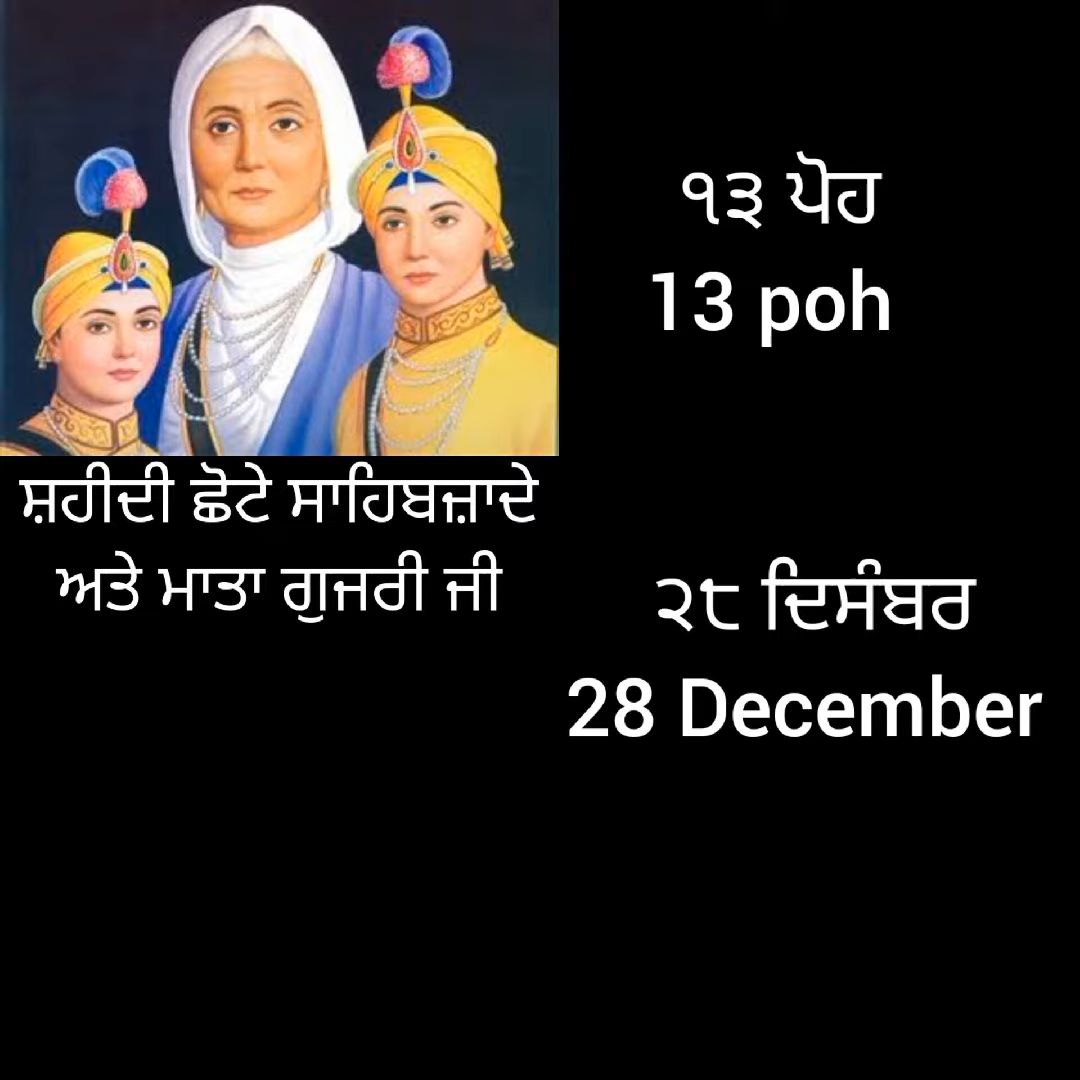 ੧੩ ਪੋਹ
13 poh
ਸ਼ਹੀਦੀ ਛੋਟੇ ਸਾਹਿਬਜ਼ਾਦੇ
ਅਤੇ ਮਾਤਾ ਗੁਜਰੀ ਜੀ
੨੮ ਦਿਸੰਬਰ
28 December